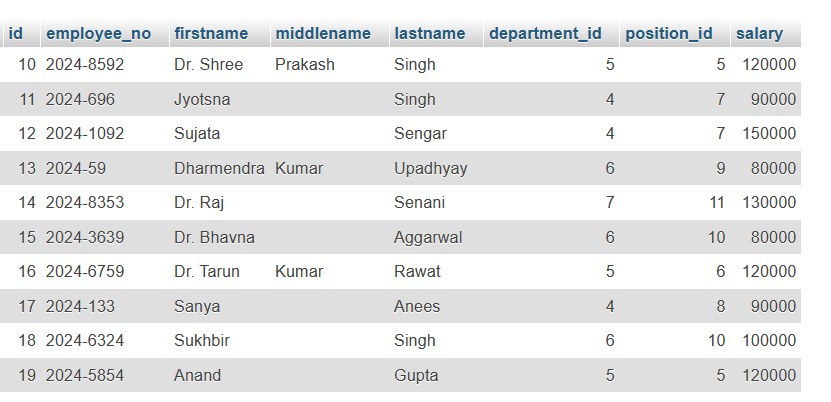 id employee_no firstname middlename lastname department_id position_id salary
10 2024-8592 Dr. Shree Prakash Singh 5 5 120000
11 2024-696 Jyotsna Singh 4 7 90000
12 2024-1092 Sujata Sengar 4 7 150000
13 2024-59 Dharmendra Kumar Upadhyay 6 9 80000
14 2024-8353 Dr. Raj Senani 7 11 130000
15 2024-3639 Dr. Bhavna Aggarwal 6 10 80000
16 2024-6759 Dr. Tarun Kumar Rawat 5 6 120000
17 2024-133 Sanya Anees 4 8 90000
18 2024-6324 Sukhbir Singh 6 10 100000
19 2024-5854 Anand Gupta 5 5 120000